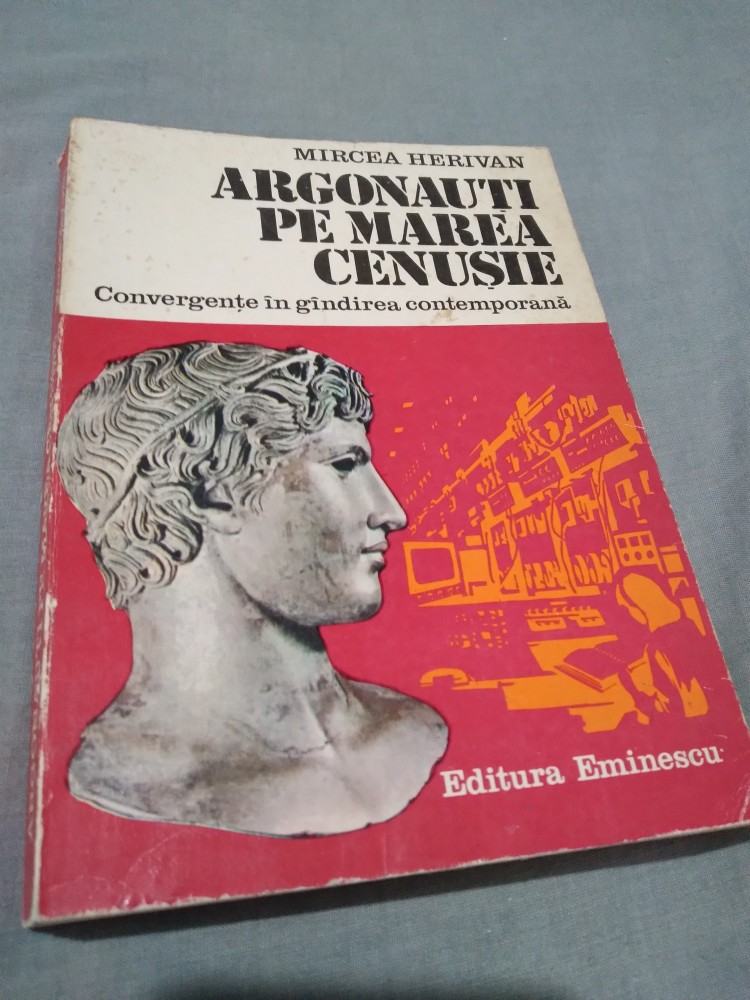 MIRCEA HERIVAN
ARGONAUȚI
PE MAREA
CENUȘIE
Convergențe în gîndirea contemporană
Editura Eminescu